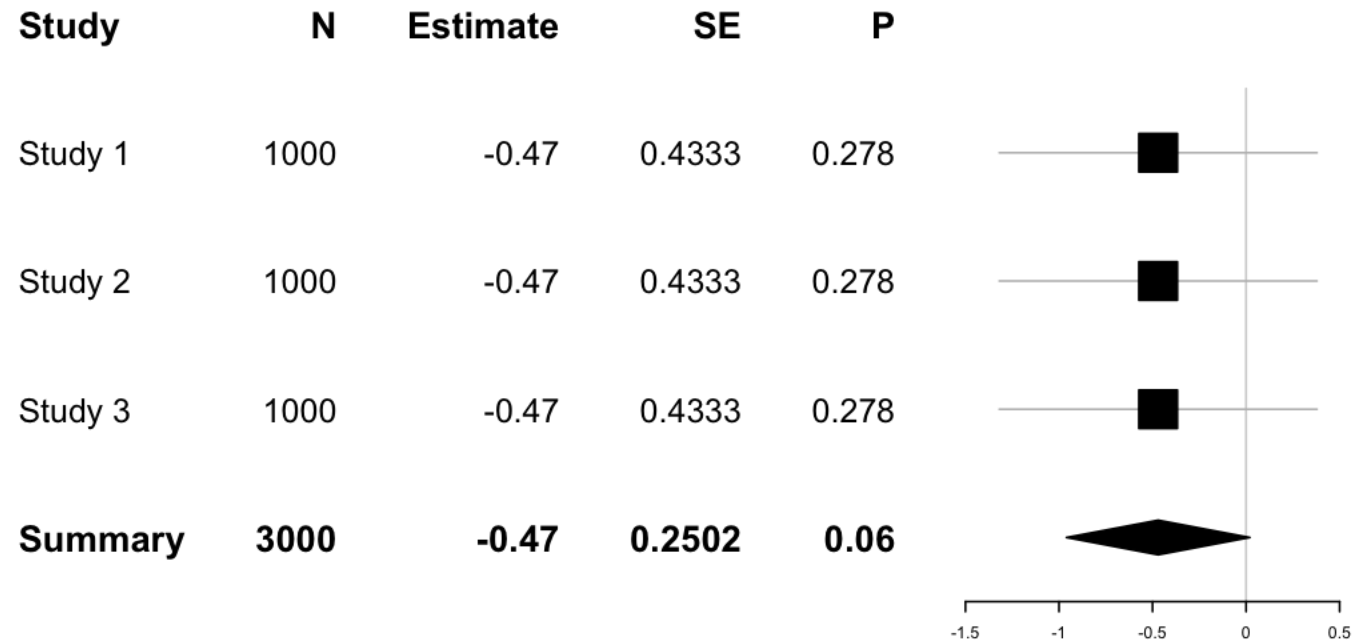 Study N Estimate SE P
Study 1 1000 -0.47 0.4333 0.278
Study 2 1000 -0.47 0.4333 0.278
Study 3 1000 -0.47 0.4333 0.278
Summary 3000 -0.47 0.2502 0.06
-1.5 -1 -0.5 0 0.5